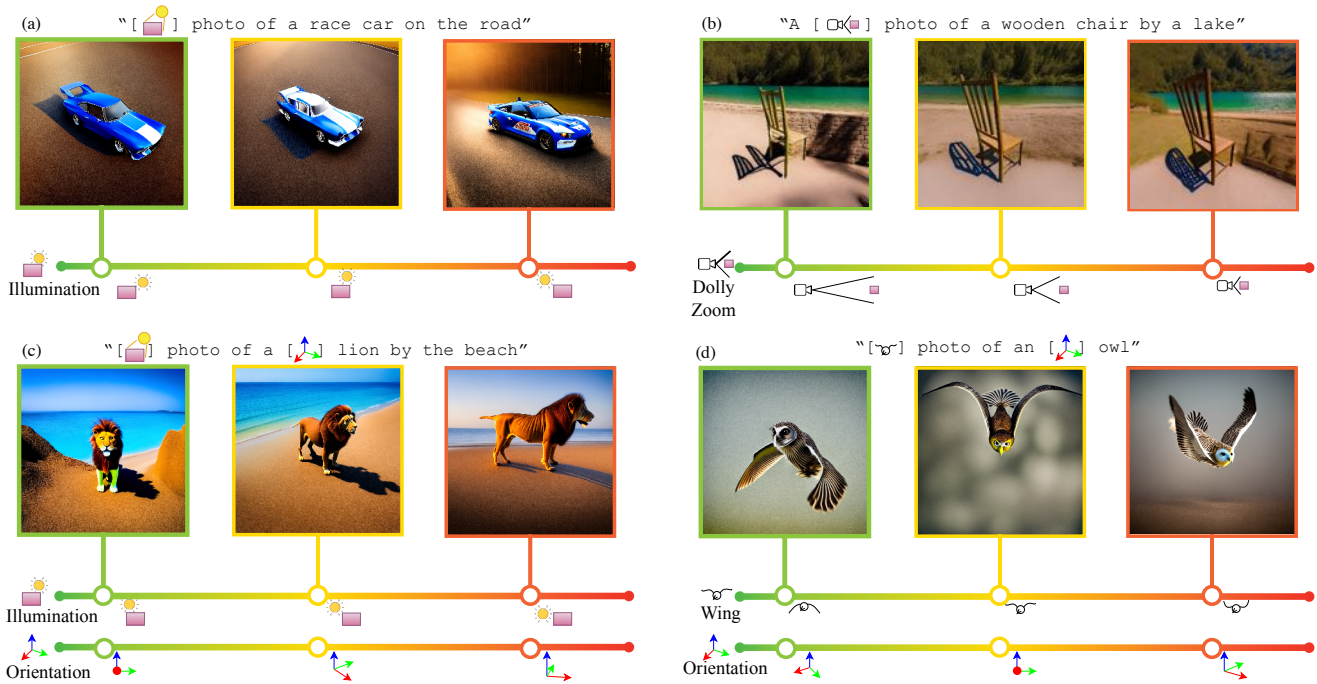 (a)
“[ ] photo of a race car on the road”
Illumination
(b)
“A [ ] photo of a wooden chair by a lake”
Dolly
Zoom
(c)
“[ ] photo of a [ ] lion by the beach”
Illumination
Orientation
(d)
“[ ] photo of an [ ] owl”
Wing
Orientation